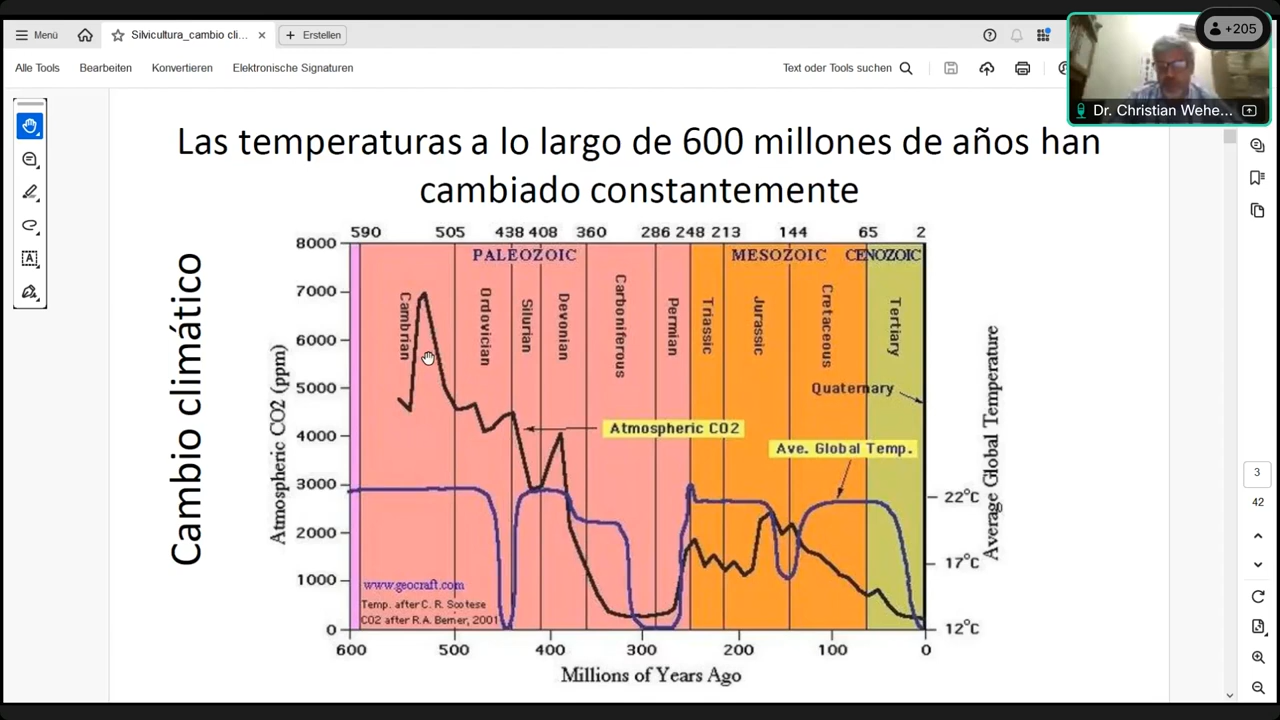 Menú
Silvicultura_cambio cli...
Erstellen
+205
Alle Tools
Bearbeiten
Konvertieren
Elektronische Signaturen
Text oder Tools suchen
Dr. Christian Wehe...
Las temperaturas a lo largo de 600 millones de años han
cambiado constantemente
Cambio climático
590 505 438 408 360 286 248 213 144 65 2
PALEOZOIC MESOZOIC CENOZOIC
Cambrian
Ordovician
Silurian
Devonian
Carboniferous
Permian
Triassic
Jurassic
Cretaceous
Tertiary
Quaternary
Atmospheric CO2
Ave. Global Temp.
Atmospheric CO2 (ppm)
8000
7000
6000
5000
4000
3000
2000
1000
0
Average Global Temperature
22°C
17°C
12°C
www.geocraft.com
Temp. after C. R. Scotese
CO2 after R.A. Berner, 2001
600 500 400 300 200 100 0
Millions of Years Ago
3
42